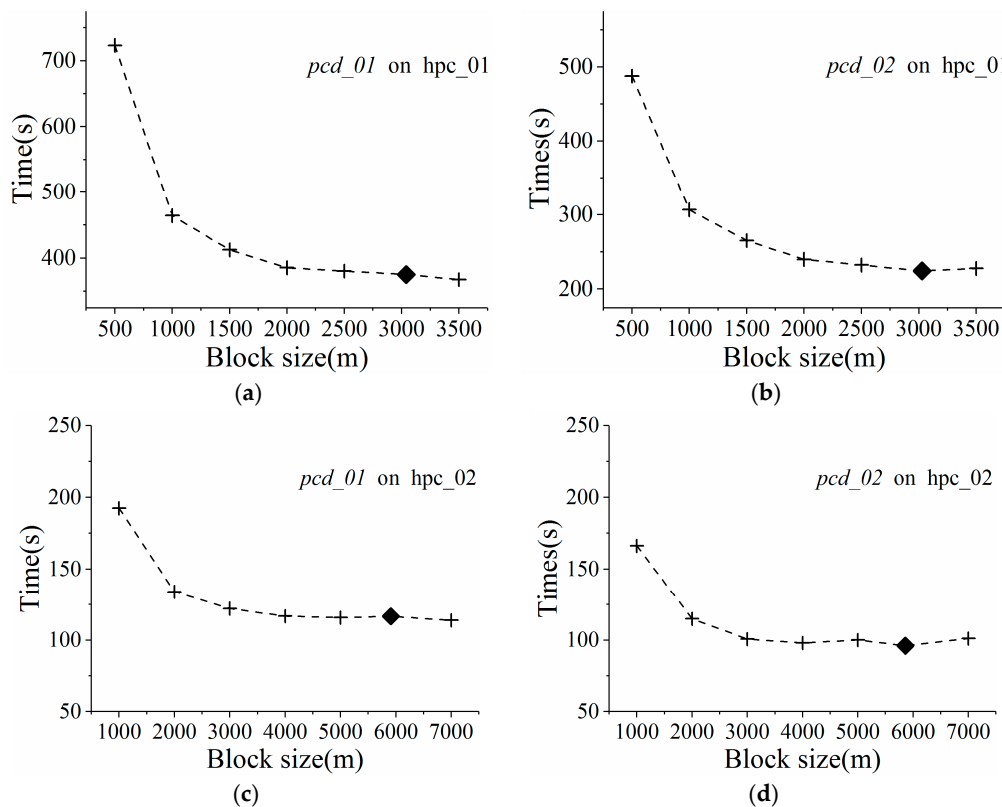 700
600
500
400
Time(s)
pcd_01 on hpc_01
500 1000 1500 2000 2500 3000 3500
Block size(m)
(a)
500
400
300
200
Times(s)
pcd_02 on hpc_01
500 1000 1500 2000 2500 3000 3500
Block size(m)
(b)
250
200
150
100
50
Time(s)
pcd_01 on hpc_02
1000 2000 3000 4000 5000 6000 7000
Block size(m)
(c)
250
200
150
100
50
Times(s)
pcd_02 on hpc_02
1000 2000 3000 4000 5000 6000 7000
Block size(m)
(d)